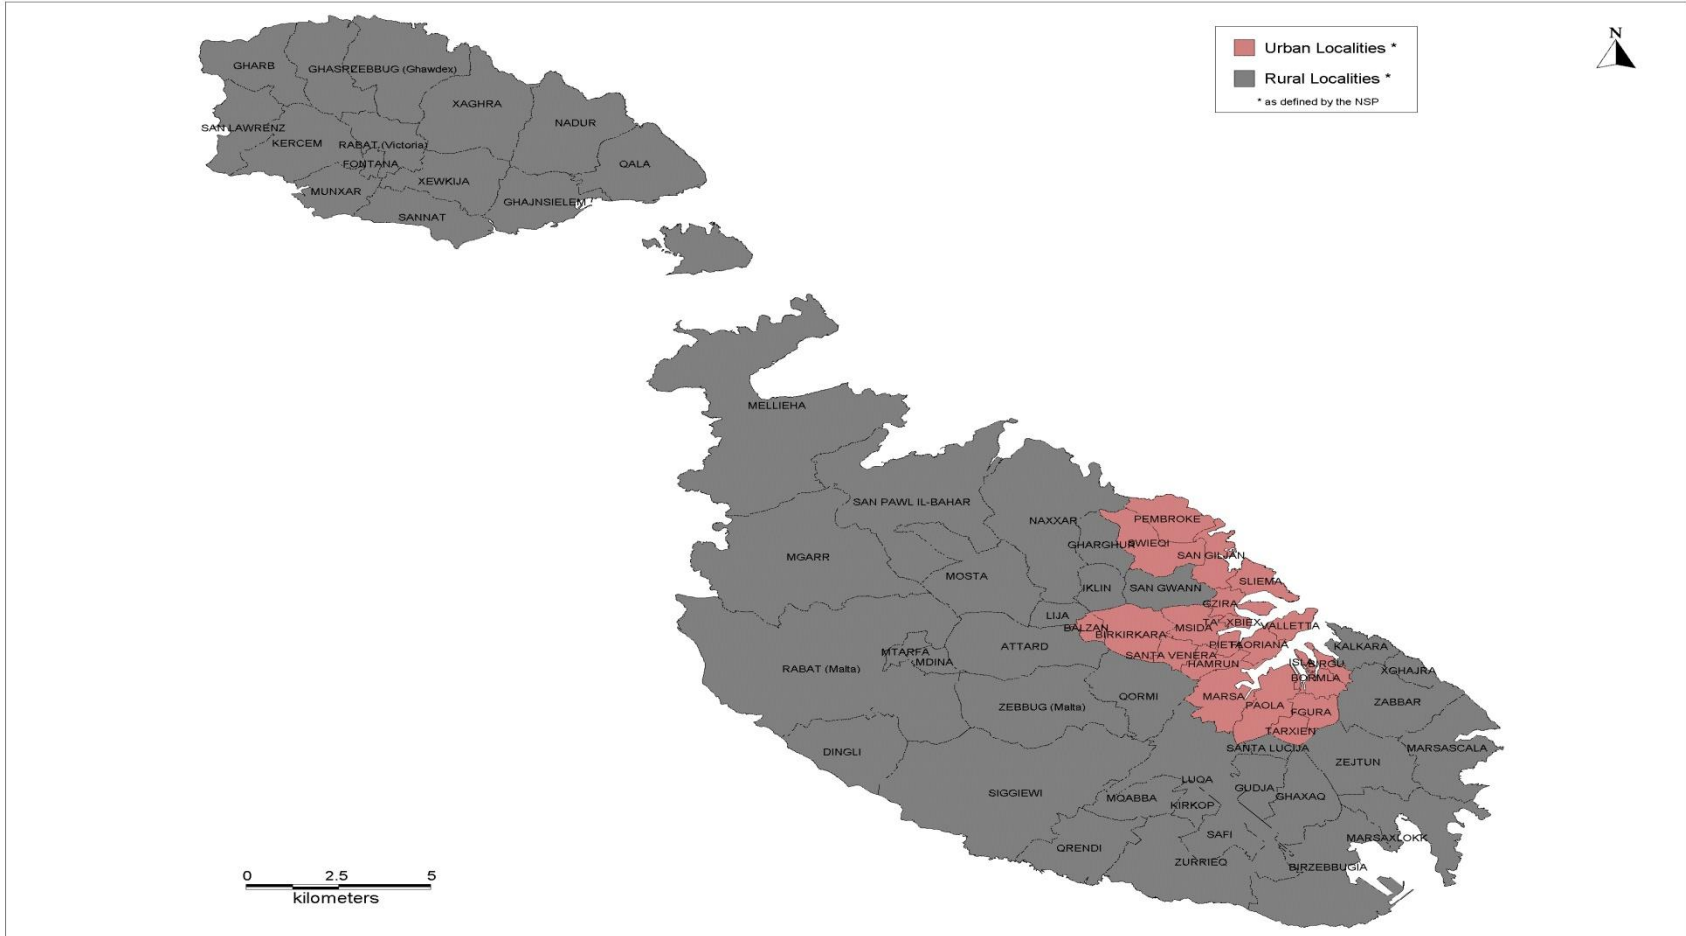 Urban Localities *
Rural Localities *
* as defined by the NSP
N
GHARB
GHASRI
ZEBBUG (Ghawdex)
XAGHRA
NADUR
SAN LAWRENZ
KERCEM
RABAT (Victoria)
FONTANA
QALA
MUNXAR
XEWKIJA
GHAJNSIELEM
SANNAT
MELLIEHA
SAN PAWL IL-BAHAR
NAXXAR
PEMBROKE
GHARGHUR
SWIEQI
SAN GILJAN
MGARR
MOSTA
IKLIN
SAN GWANN
SLIEMA
GZIRA
LIJA
BALZAN
BIRKIRKARA
MSIDA
TA' XBIEX
VALLETTA
ATTARD
PIETA
FLORIANA
KALKARA
MTARFA
MDINA
SANTA VENERA
HAMRUN
ISLA
BIRGU
XGHAJRA
RABAT (Malta)
BORMLA
QORMI
MARSA
ZABBAR
ZEBBUG (Malta)
PAOLA
FGURA
TARXIEN
DINGLI
SANTA LUCIJA
MARSASCALA
ZEJTUN
SIGGIEWI
LUQA
GUDJA
GHAXAQ
MQABBA
KIRKOP
SAFI
MARSAXLOKK
QRENDI
ZURRIEQ
BIRZEBBUGIA
0 2.5 5
kilometers